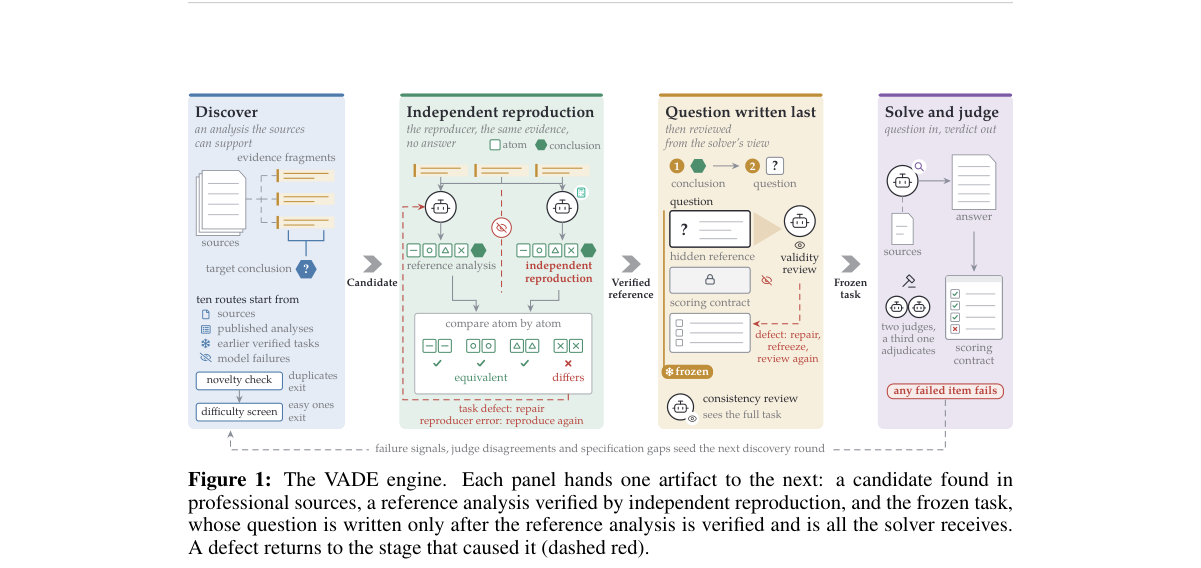 Discover
an analysis the sources
can support
evidence fragments
sources
target conclusion
?
ten routes start from
sources
published analyses
earlier verified tasks
model failures
novelty check
duplicates
exit
difficulty screen
easy ones
exit
Candidate
Independent reproduction
the reproducer, the same evidence,
no answer
atom
conclusion
reference analysis
independent
reproduction
compare atom by atom
equivalent
differs
task defect: repair
reproducer error: reproduce again
Verified
reference
Question written last
then reviewed
from the solver's view
1
2
?
conclusion
question
question
?
hidden reference
validity
review
scoring contract
defect: repair,
refreeze,
review again
frozen
consistency review
sees the full task
Frozen
task
Solve and judge
question in, verdict out
answer
sources
two judges,
a third one
adjudicates
scoring
contract
any failed item fails
failure signals, judge disagreements and specification gaps seed the next discovery round
Figure 1: The VADE engine. Each panel hands one artifact to the next: a candidate found in
professional sources, a reference analysis verified by independent reproduction, and the frozen task,
whose question is written only after the reference analysis is verified and is all the solver receives.
A defect returns to the stage that caused it (dashed red).